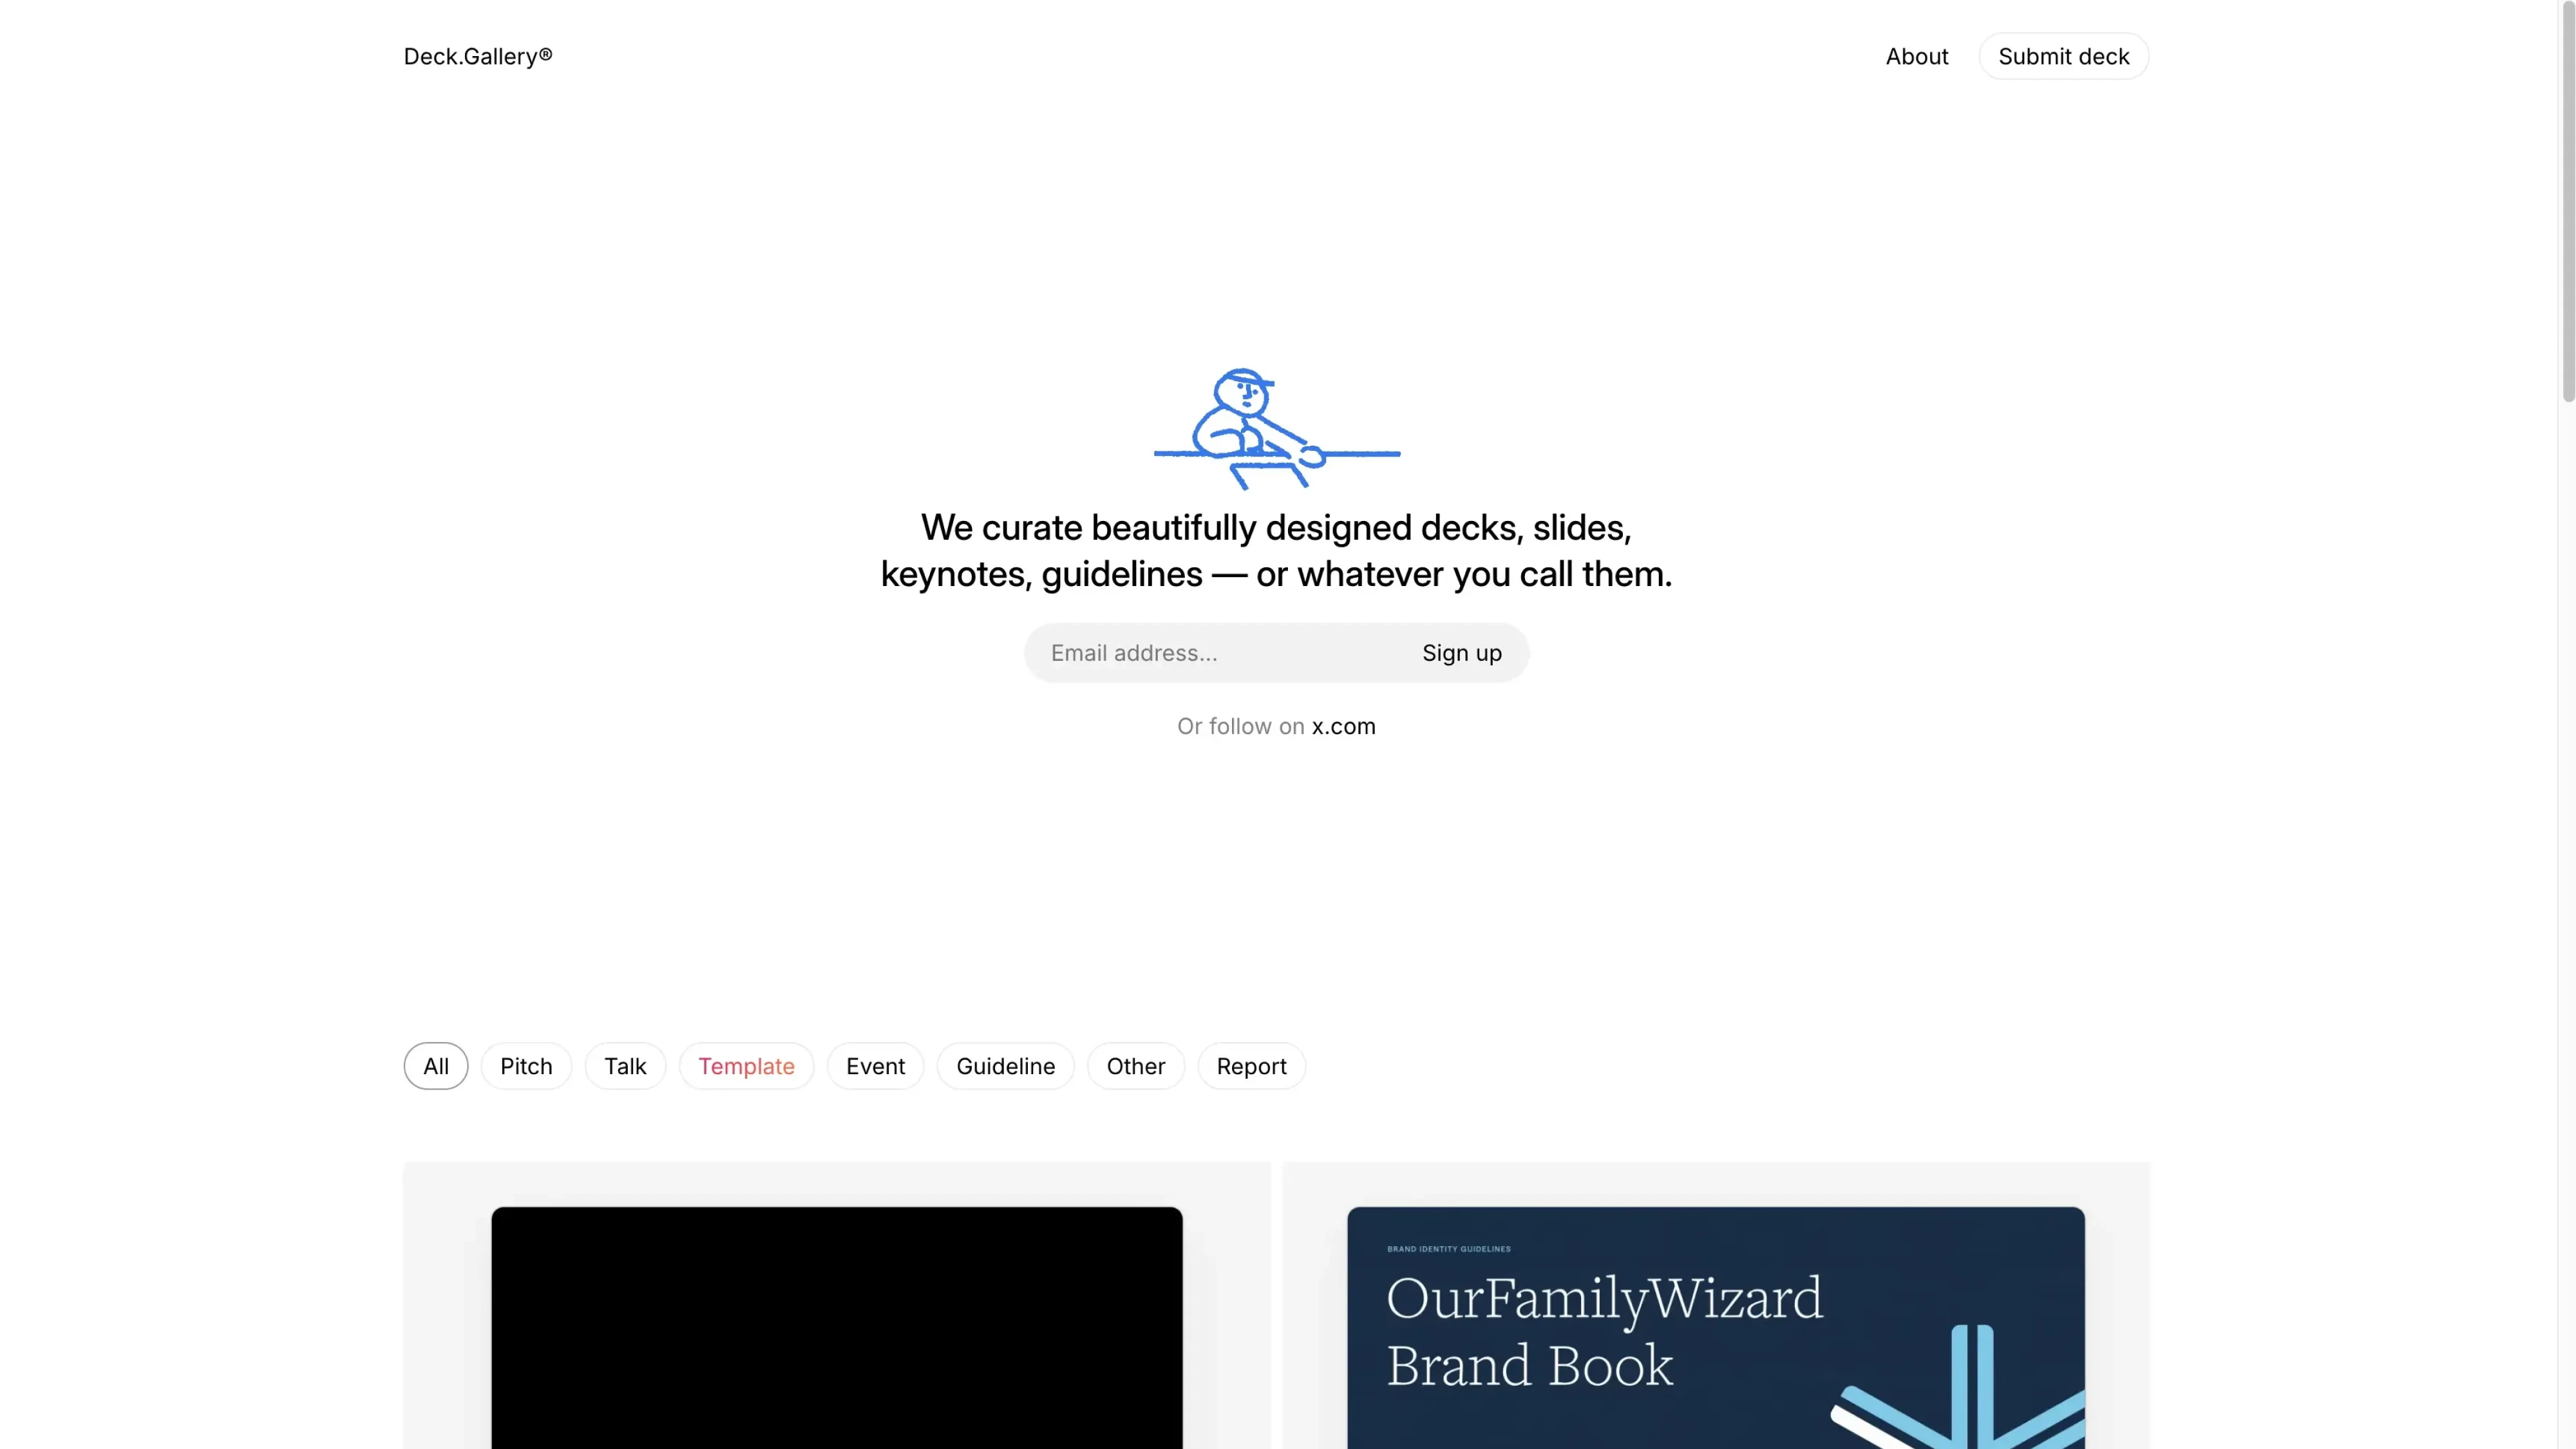 Deck.Gallery®
About
Submit deck
We curate beautifully designed decks, slides,
keynotes, guidelines — or whatever you call them.
Email address...
Sign up
Or follow on x.com
All
Pitch
Talk
Template
Event
Guideline
Other
Report
BRAND IDENTITY GUIDELINES
OurFamilyWizard
Brand Book